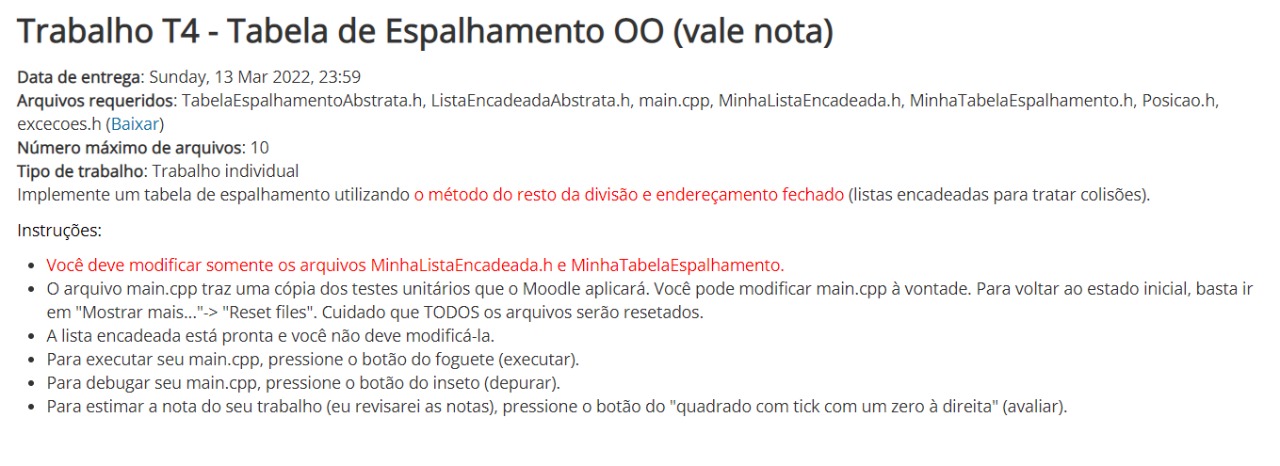 Trabalho T4 - Tabela de Espalhamento OO (vale nota)
Data de entrega: Sunday, 13 Mar 2022, 23:59
Arquivos requeridos: TabelaEspalhamentoAbstrata.h, ListaEncadeadaAbstrata.h, main.cpp, MinhaListaEncadeada.h, MinhaTabelaEspalhamento.h, Posicao.h,
excecoes.h (Baixar)
Número máximo de arquivos: 10
Tipo de trabalho: Trabalho individual
Implemente um tabela de espalhamento utilizando o método do resto da divisão e endereçamento fechado (listas encadeadas para tratar colisões).
Instruções:
• Você deve modificar somente os arquivos MinhaListaEncadeada.h e MinhaTabelaEspalhamento.
• O arquivo main.cpp traz uma cópia dos testes unitários que o Moodle aplicará. Você pode modificar main.cpp à vontade. Para voltar ao estado inicial, basta ir
em "Mostrar mais..."-> "Reset files". Cuidado que TODOS os arquivos serão resetados.
• A lista encadeada está pronta e você não deve modificá-la.
• Para executar seu main.cpp, pressione o botão do foguete (executar).
• Para debugar seu main.cpp, pressione o botão do inseto (depurar).
• Para estimar a nota do seu trabalho (eu revisarei as notas), pressione o botão do "quadrado com tick com um zero à direita" (avaliar).